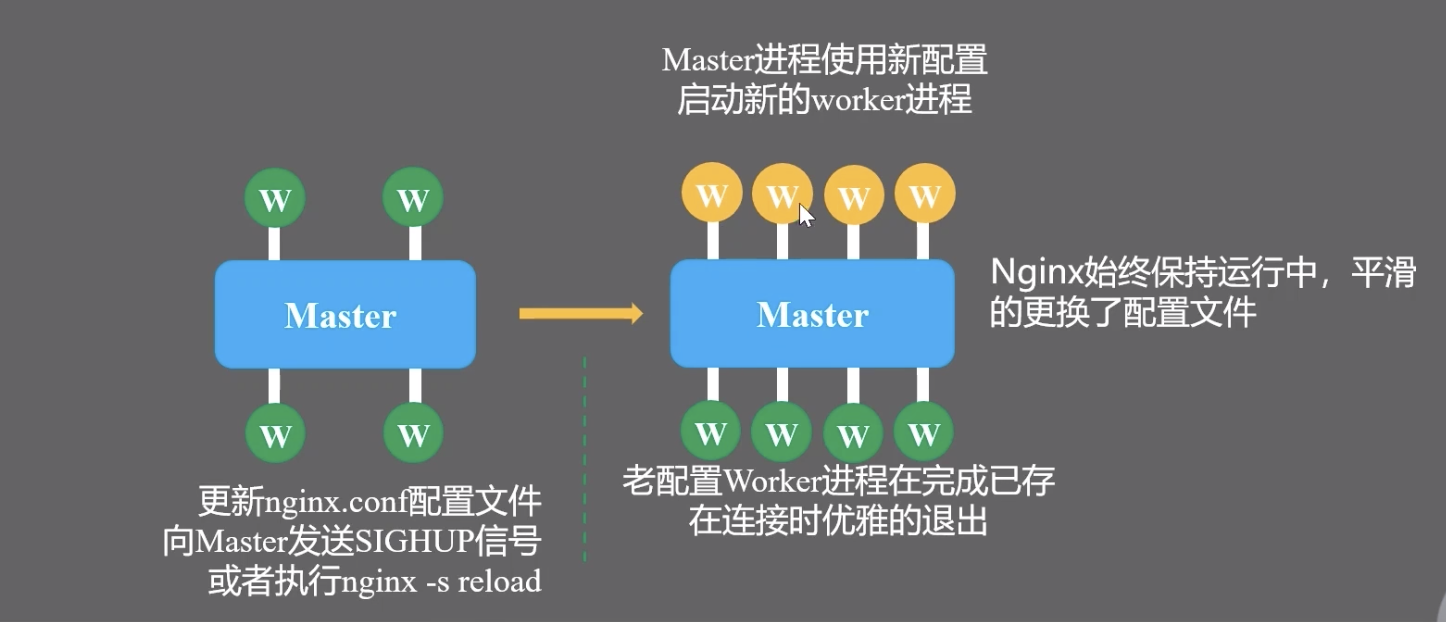 Master进程使用新配置
启动新的worker进程
W
W
W
W
W
W
Master
Master
Nginx始终保持运行中，平滑
的更换了配置文件
W
W
W
W
W
W
更新nginx.conf配置文件
向Master发送SIGHUP信号
或者执行nginx -s reload
老配置Worker进程在完成已存
在连接时优雅的退出